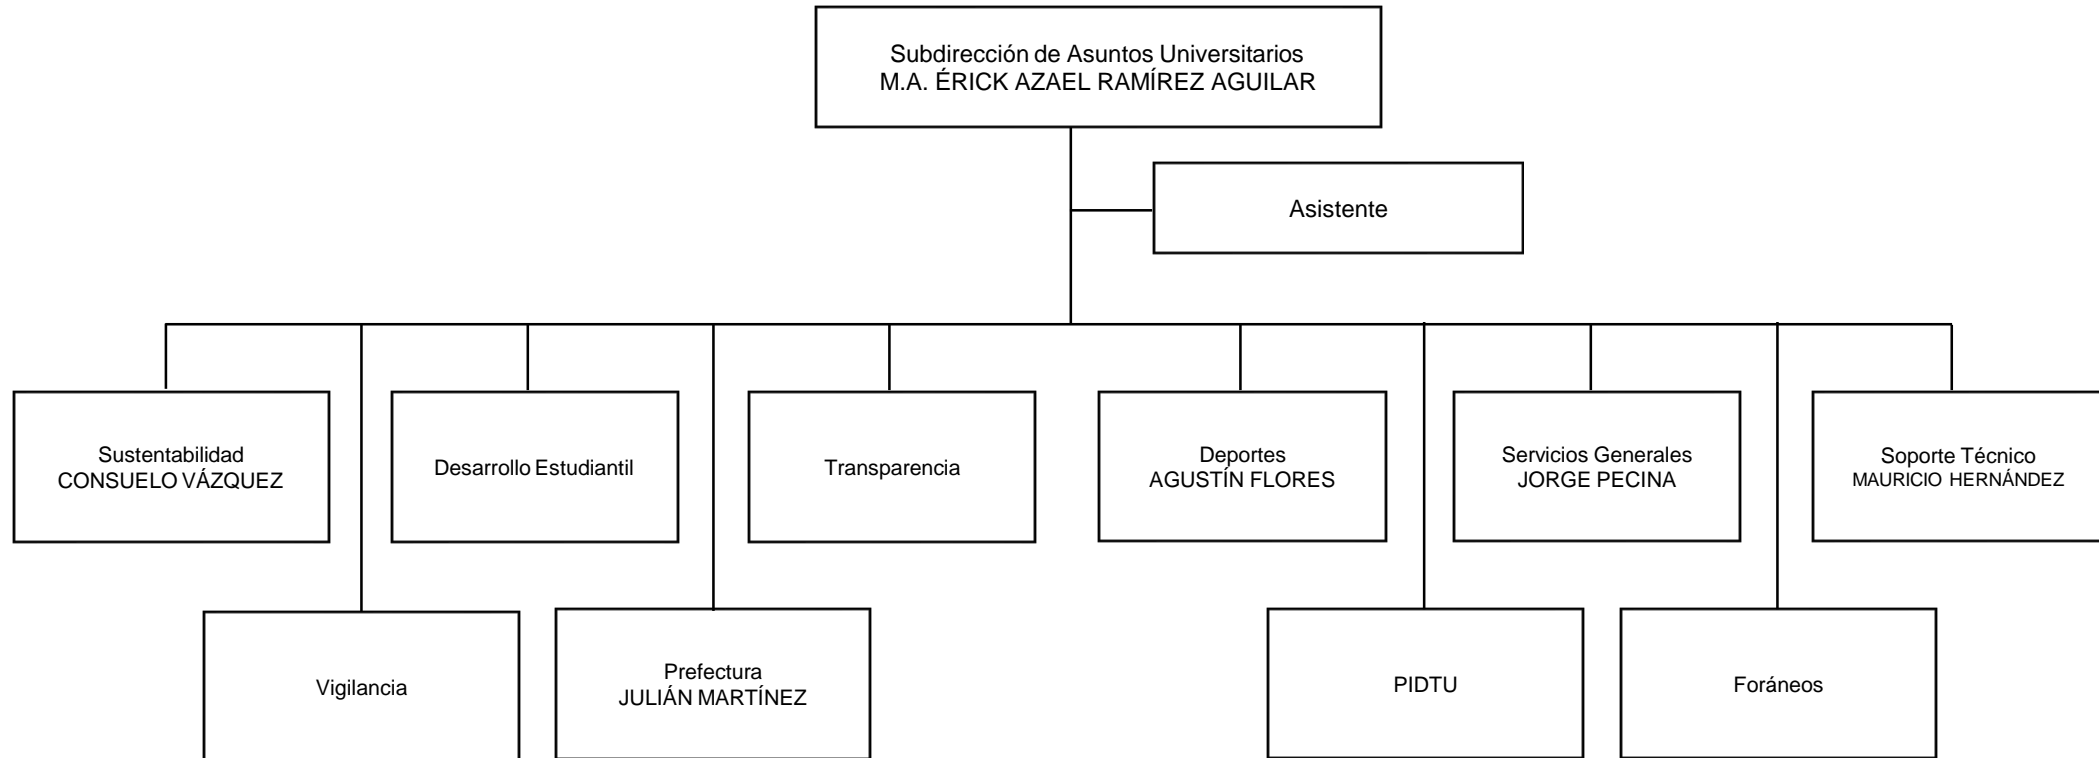 Subdirección de Asuntos Universitarios
M.A. ÉRICK AZAEL RAMÍREZ AGUILAR
Asistente
Sustentabilidad
CONSUELO VÁZQUEZ
Desarrollo Estudiantil
Transparencia
Deportes
AGUSTÍN FLORES
Servicios Generales
JORGE PECINA
Soporte Técnico
MAURICIO HERNÁNDEZ
Vigilancia
Prefectura
JULIÁN MARTÍNEZ
PIDTU
Foráneos